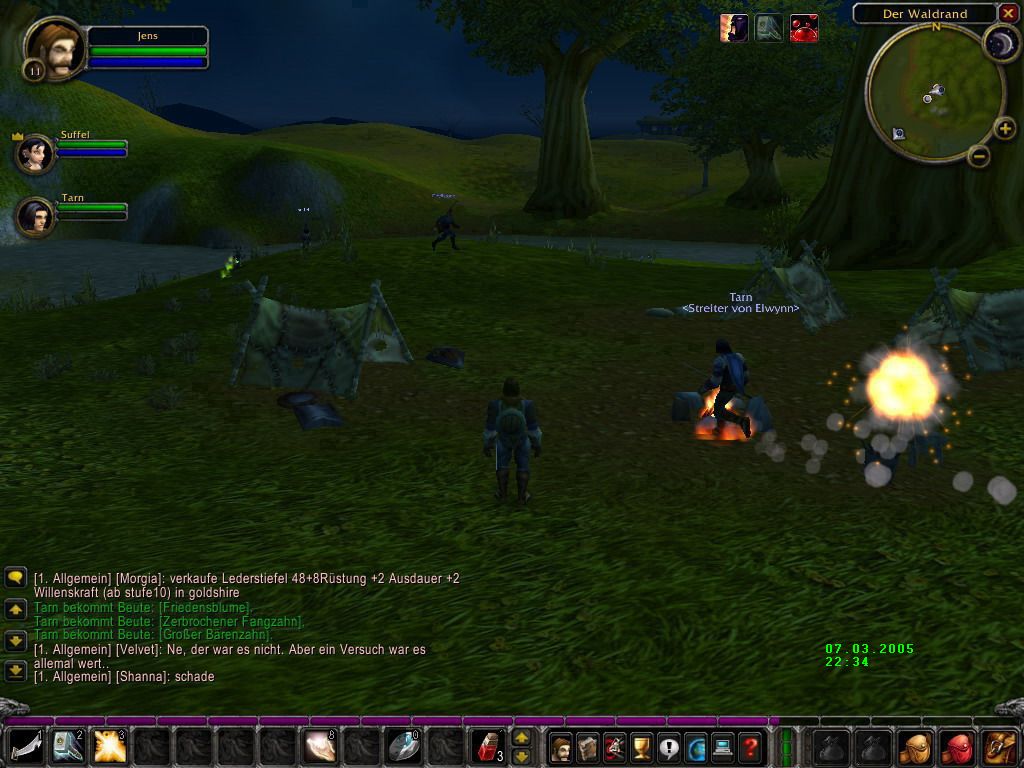 Jens
11
Der Waldrand
N
Suffel
Tarn
Tarn
<Streiter von Elwynn>
[1. Allgemein] [Morgia]: verkaufe Lederstiefel 48+8Rüstung +2 Ausdauer +2
Willenskraft (ab stufe10) in goldshire
Tarn bekommt Beute: [Friedensblume].
Tarn bekommt Beute: [Zerbrochener Fangzahn].
Tarn bekommt Beute: [Großer Bärenzahn].
[1. Allgemein] [Velvet]: Ne, der war es nicht. Aber ein Versuch war es
allemal wert..
[1. Allgemein] [Shanna]: schade
07.03.2005
22:34
1 2 3 8 0
3